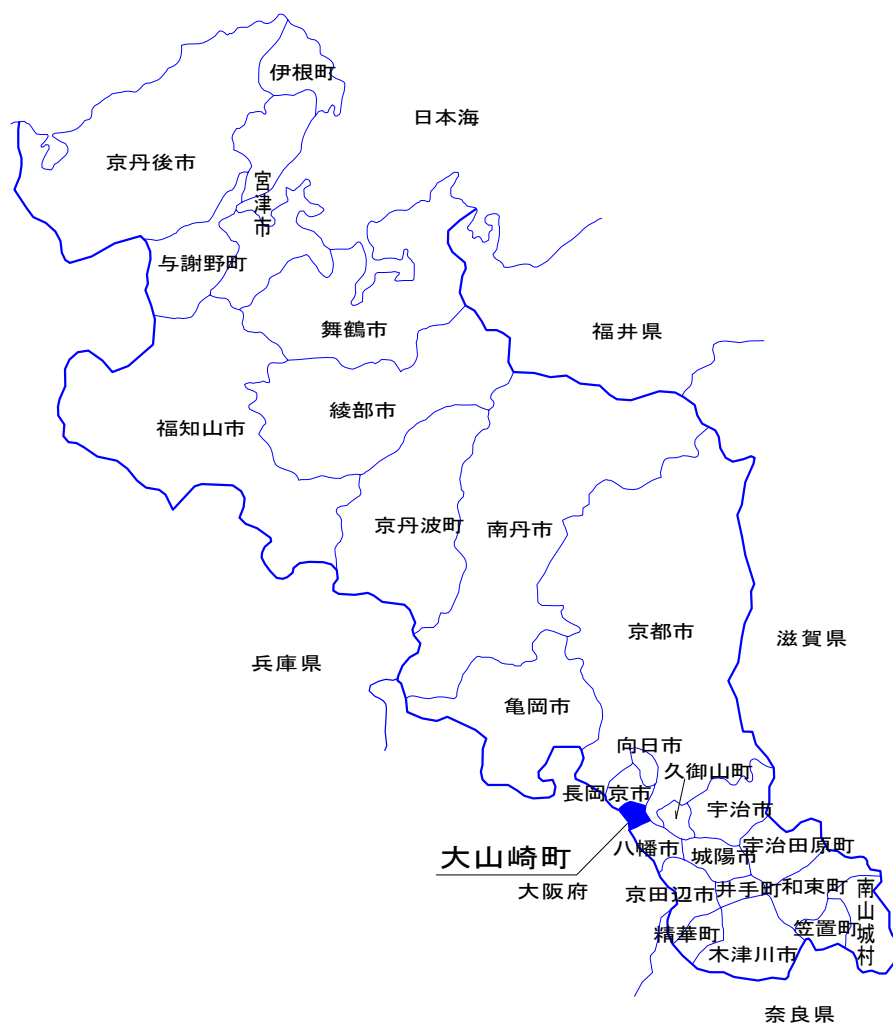 伊根町
日本海
京丹後市
宮津市
与謝野町
舞鶴市
福井県
綾部市
福知山市
京丹波町
南丹市
京都市
滋賀県
兵庫県
亀岡市
向日市
久御山町
長岡京市
宇治市
八幡市
城陽市
宇治田原町
大山崎町
大阪府
京田辺市
井手町
和束町
南山城村
精華町
笠置町
木津川市
奈良県